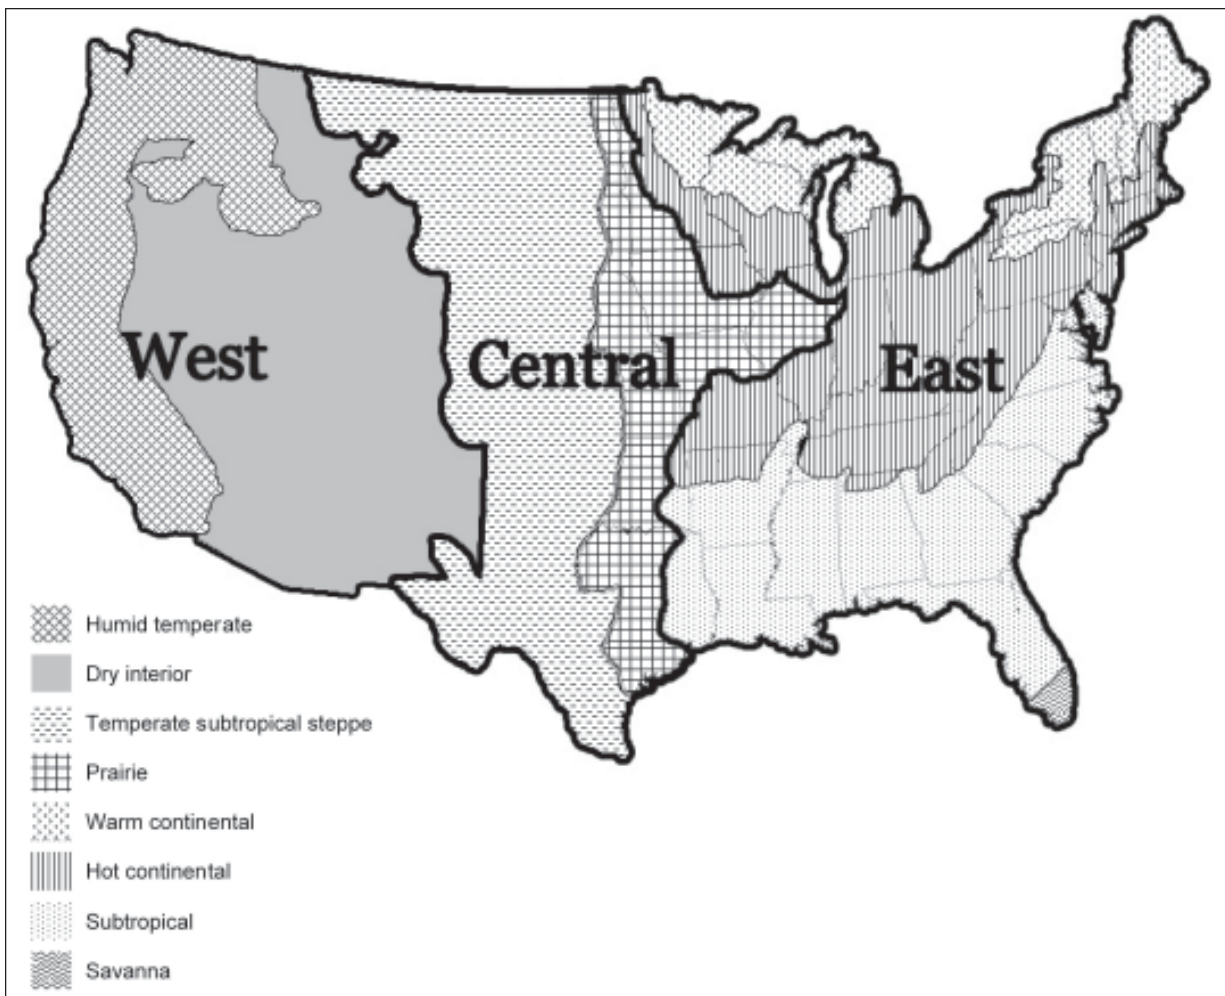 West
Central
East
Humid temperate
Dry interior
Temperate subtropical steppe
Prairie
Warm continental
Hot continental
Subtropical
Savanna